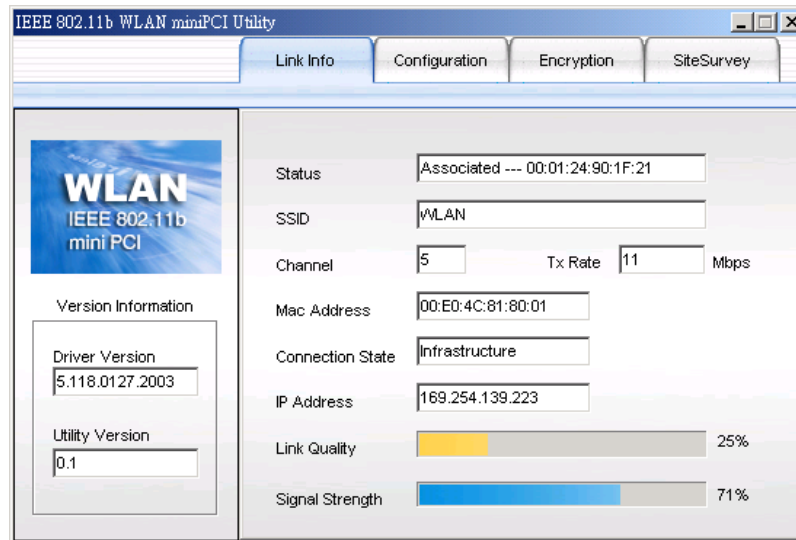 IEEE 802.11b WLAN miniPCI Utility
Link Info Configuration Encryption SiteSurvey
WLAN
IEEE 802.11b
mini PCI
Version Information
Driver Version
5.118.0127.2003
Utility Version
0.1
Status Associated --- 00:01:24:90:1F:21
SSID WLAN
Channel 5 Tx Rate 11 Mbps
Mac Address 00:E0:4C:81:80:01
Connection State Infrastructure
IP Address 169.254.139.223
Link Quality 25%
Signal Strength 71%